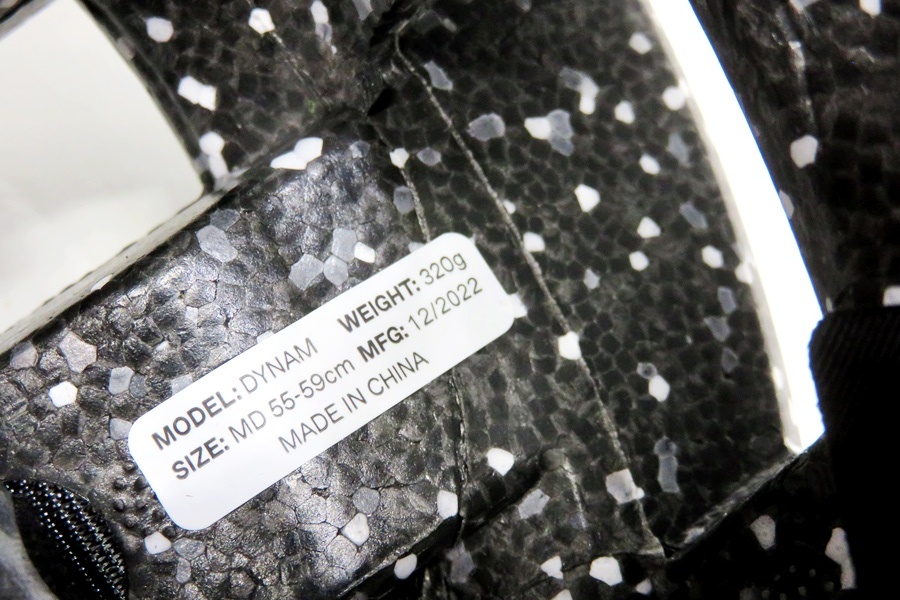 MODEL: DYNAM WEIGHT: 320g
SIZE: MD 55-59cm MFG: 12/2022
MADE IN CHINA